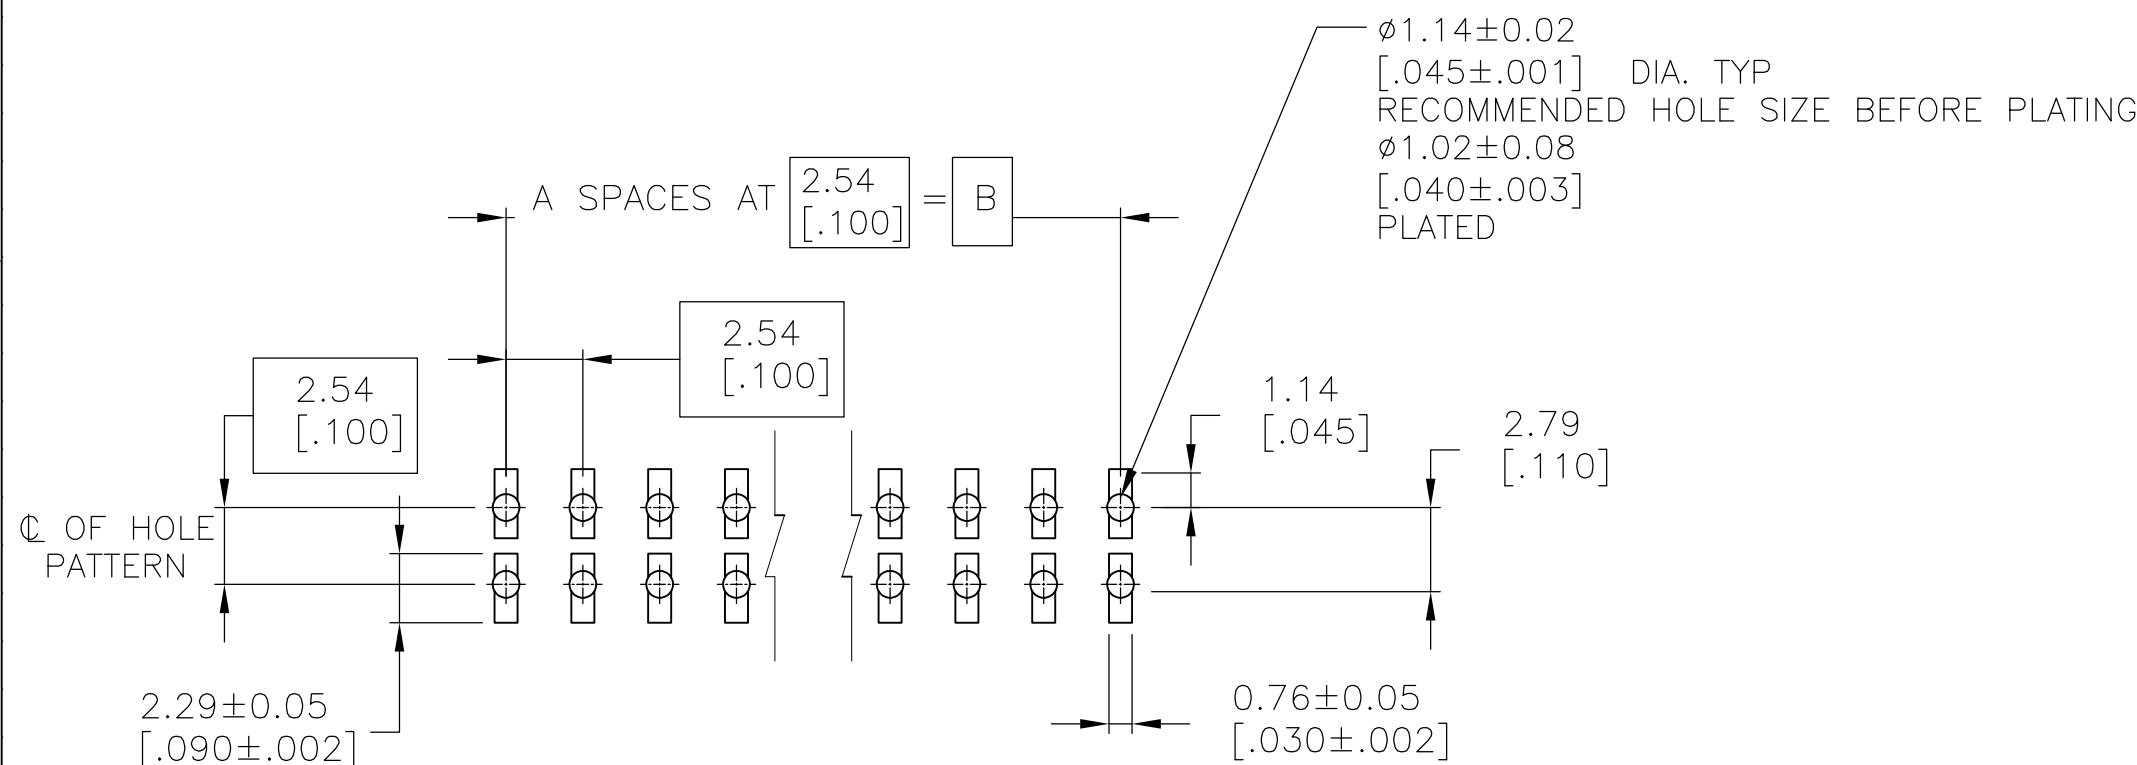 ⌀1.14±0.02
[.045±.001] DIA. TYP
RECOMMENDED HOLE SIZE BEFORE PLATING
⌀1.02±0.08
[.040±.003]
PLATED
A SPACES AT 2.54 [.100] = B
2.54
[.100]
2.54
[.100]
1.14
[.045]
2.79
[.110]
℄ OF HOLE
PATTERN
2.29±0.05
[.090±.002]
0.76±0.05
[.030±.002]